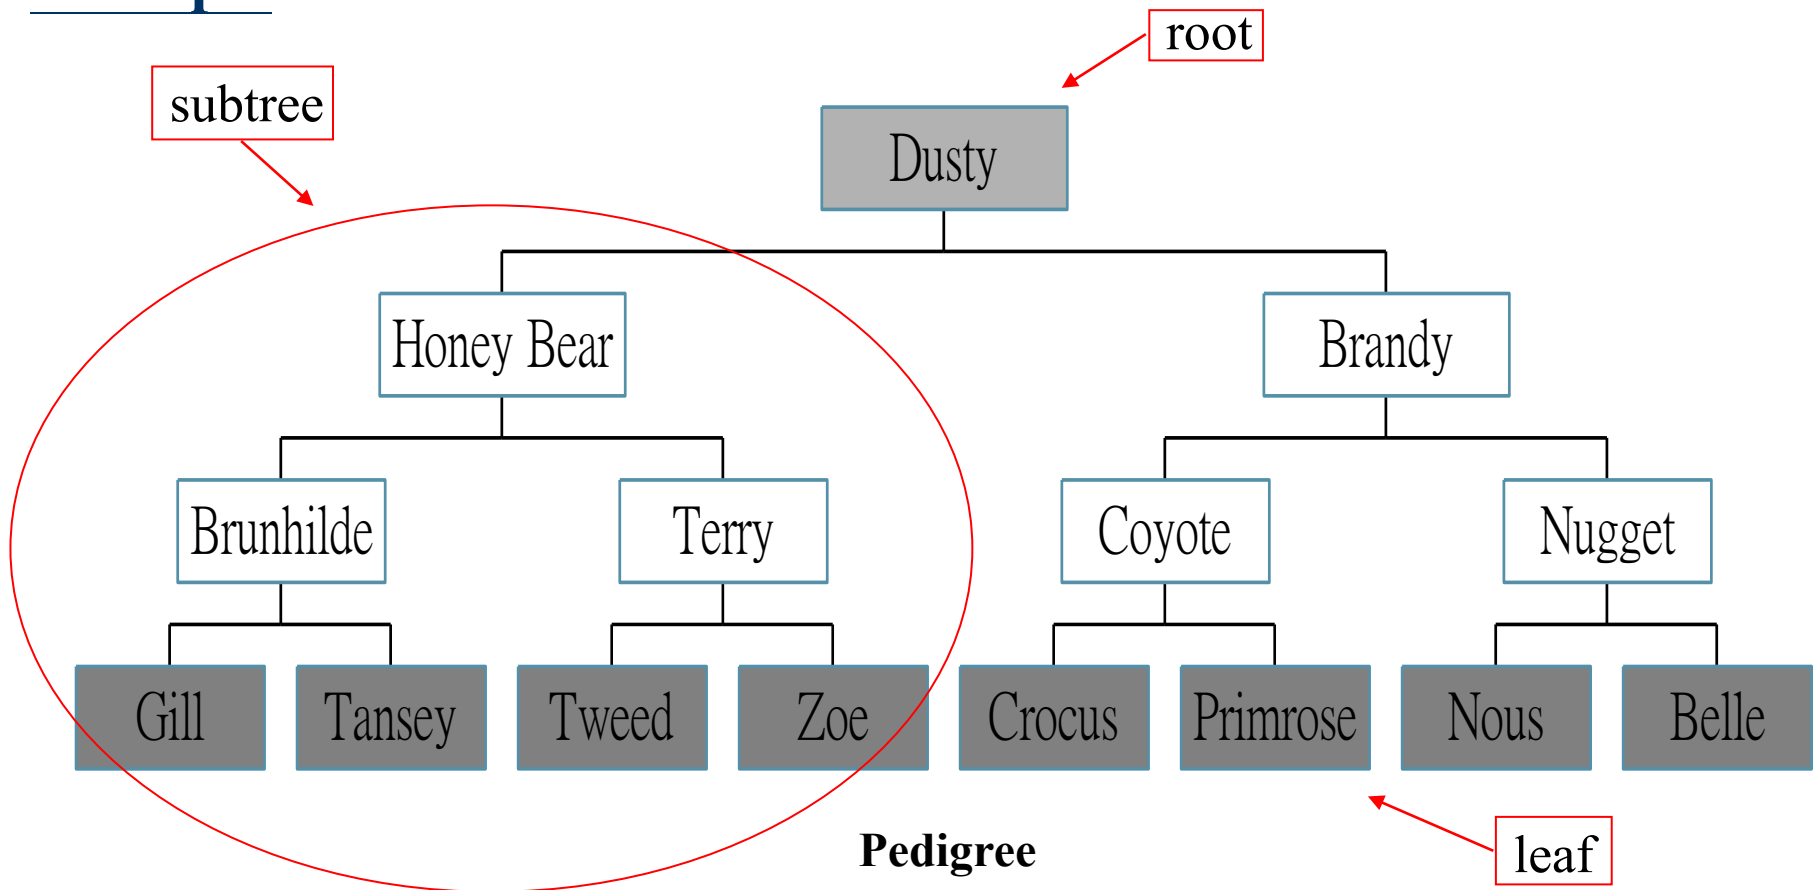 root
subtree
Dusty
Honey Bear
Brandy
Brunhilde
Terry
Coyote
Nugget
Gill
Tansey
Tweed
Zoe
Crocus
Primrose
Nous
Belle
Pedigree
leaf